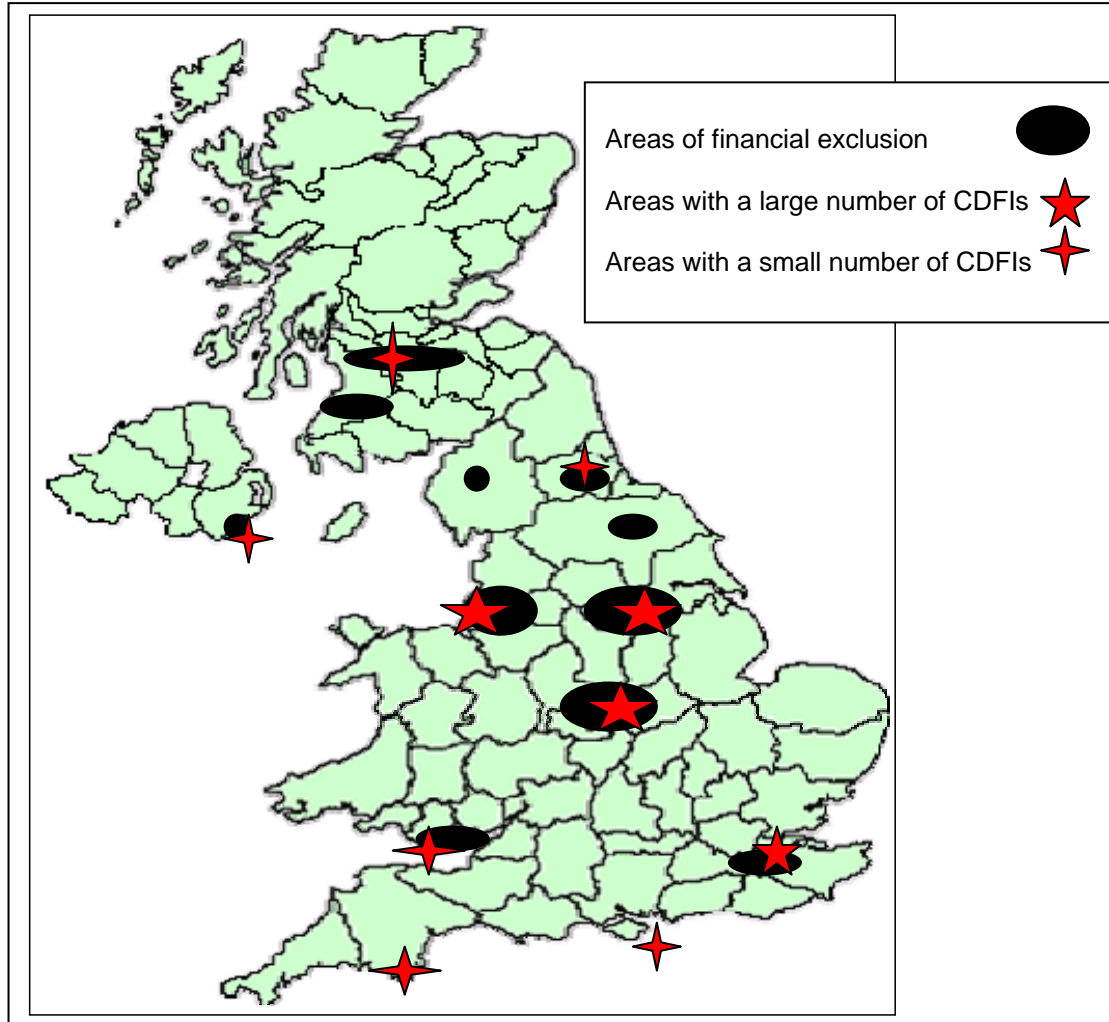 Areas of financial exclusion
Areas with a large number of CDFIs
Areas with a small number of CDFIs